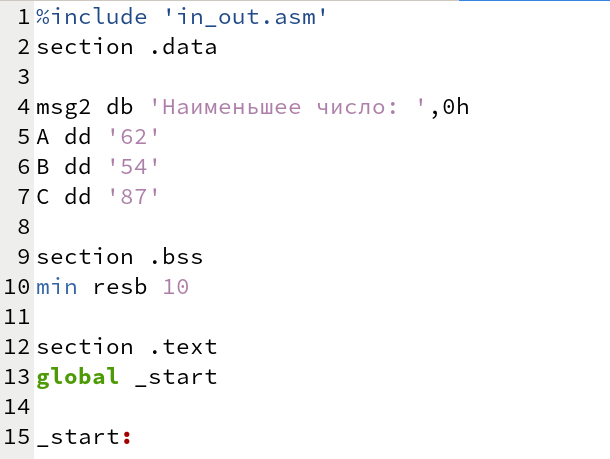 1 %include 'in_out.asm'
2 section .data
3
4 msg2 db 'Наименьшее число: ',0h
5 A dd '62'
6 B dd '54'
7 C dd '87'
8
9 section .bss
10 min resb 10
11
12 section .text
13 global _start
14
15 _start: